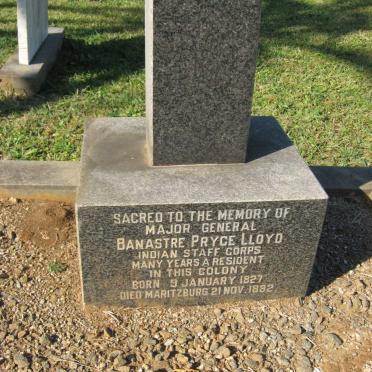 SACRED TO THE MEMORY OF
MAJOR GENERAL
BANASTRE PRYCE LLOYD
INDIAN STAFF CORPS
MANY YEARS A RESIDENT
IN THIS COLONY
BORN 9 JANUARY 1827
DIED MARITZBURG 21 NOV. 1882